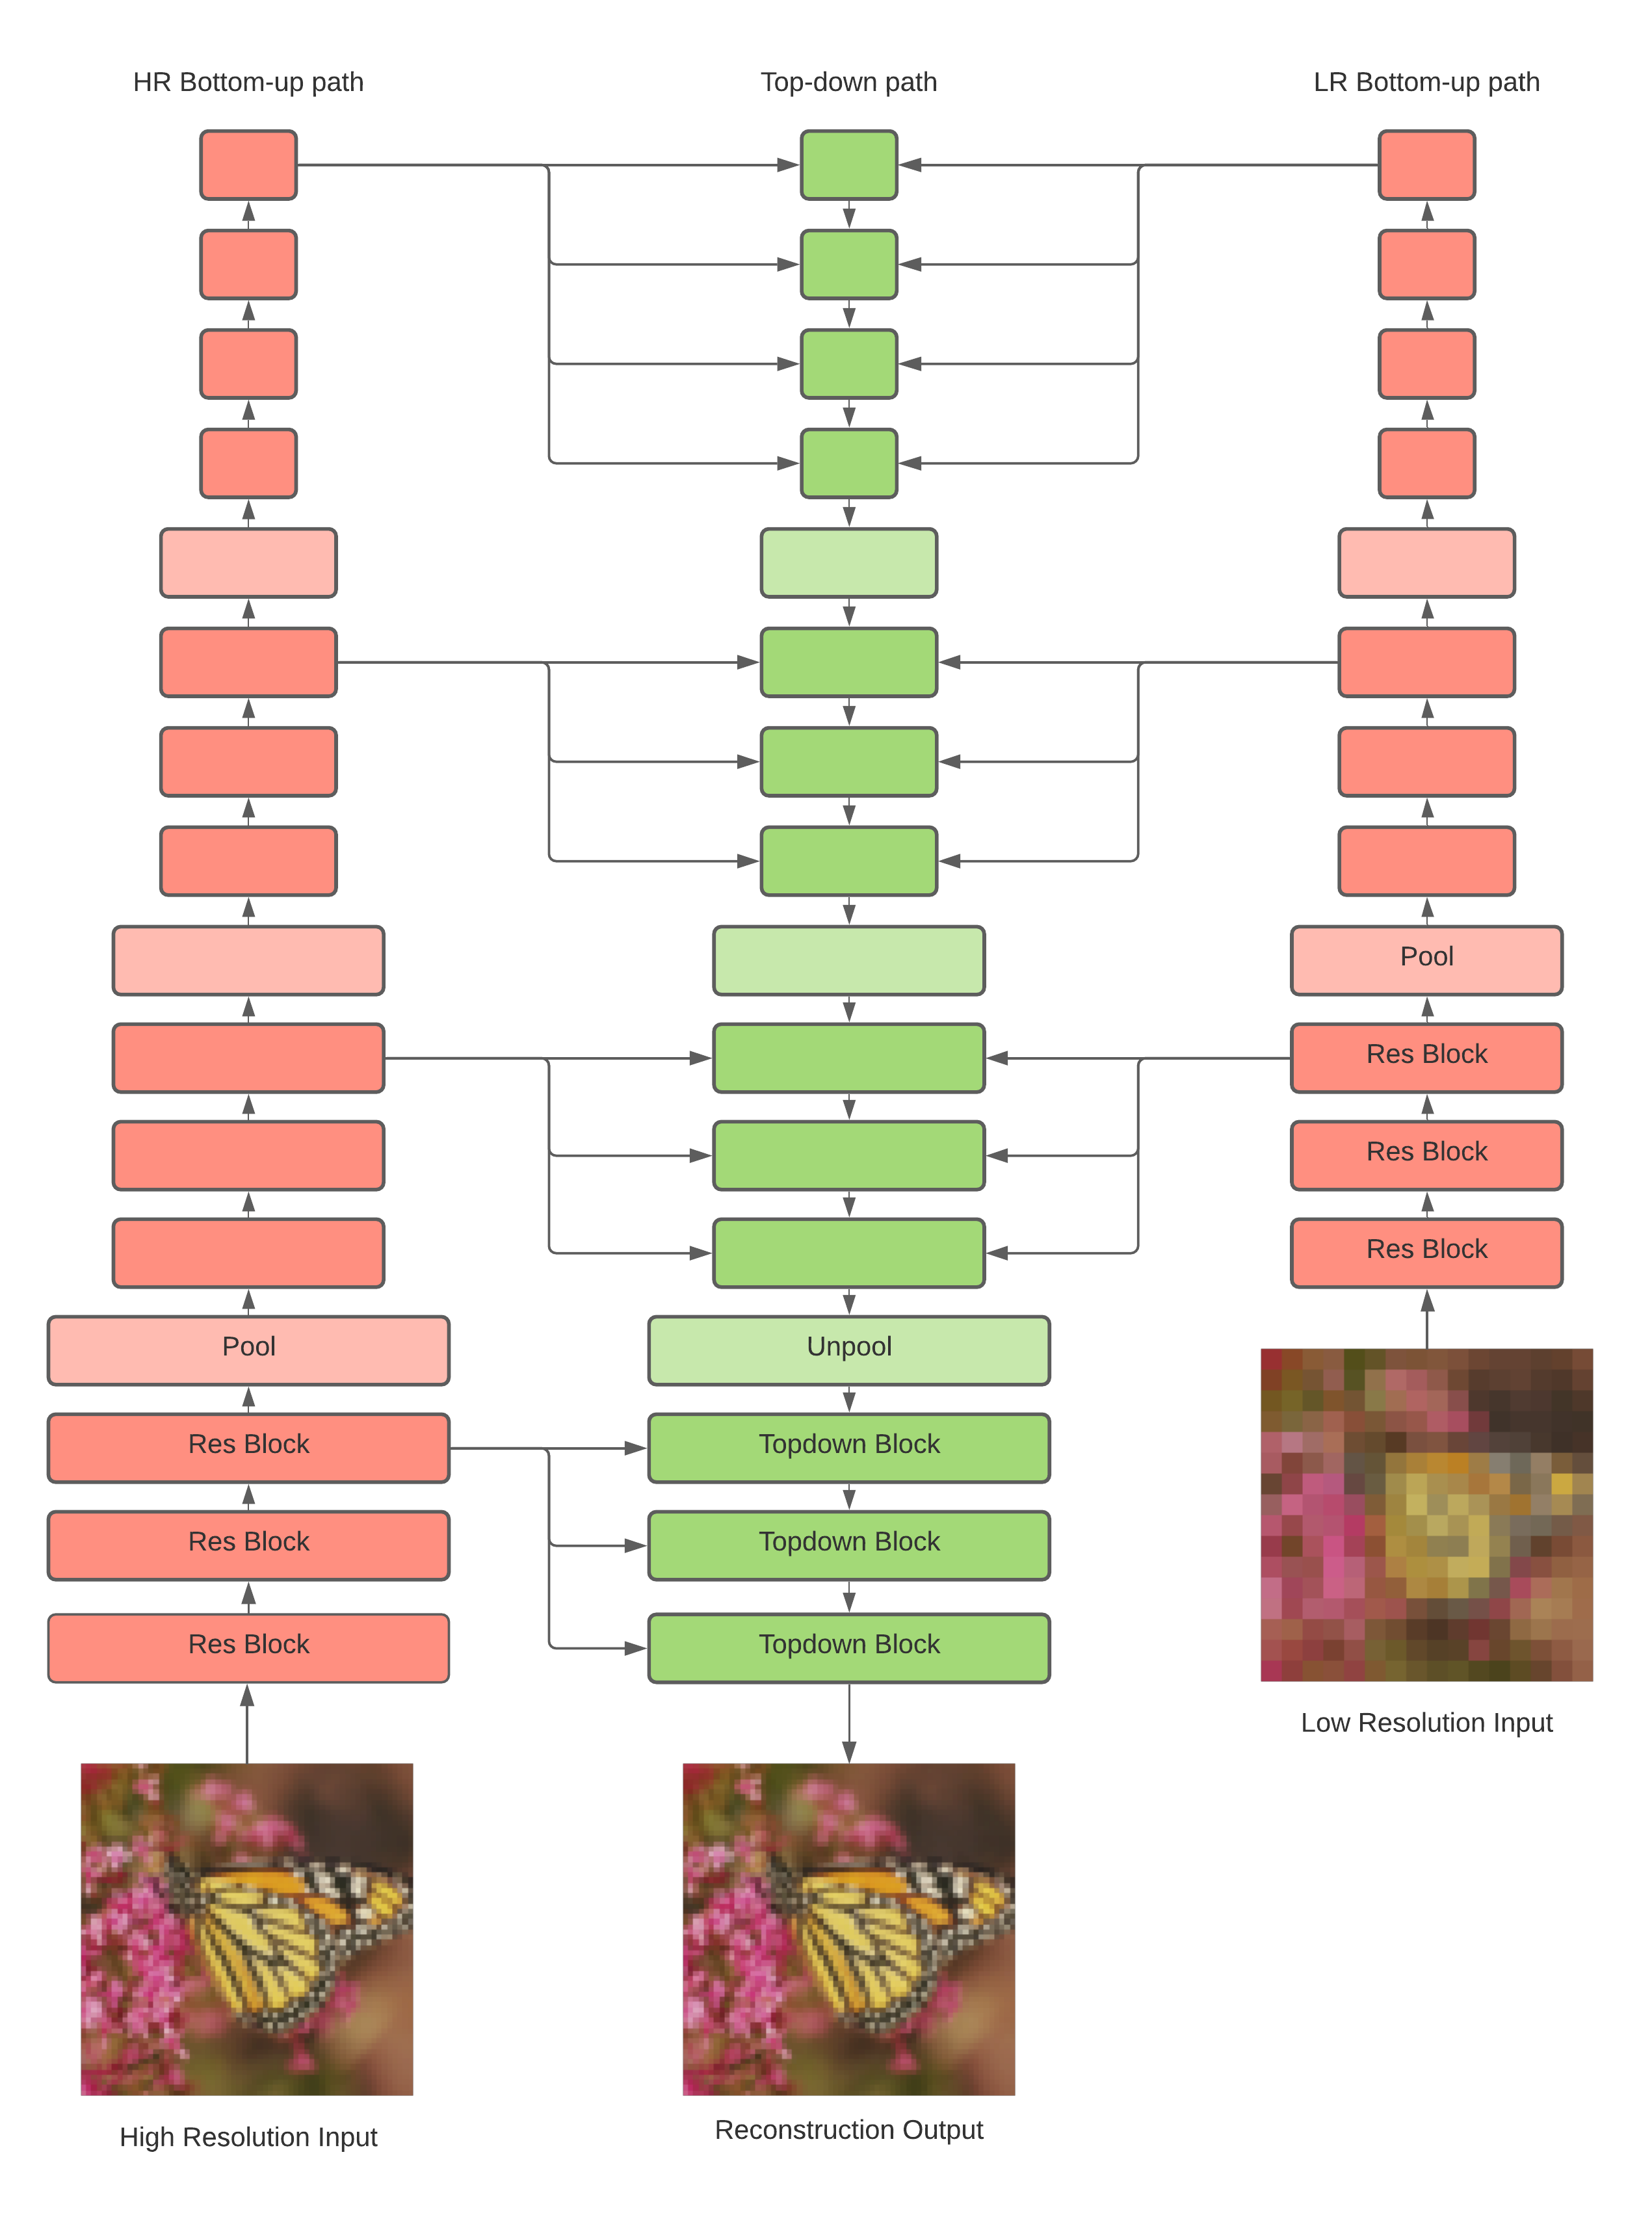 HR Bottom-up path
Top-down path
LR Bottom-up path
Pool
Res Block
Res Block
Res Block
Pool
Unpool
Res Block
Topdown Block
Res Block
Topdown Block
Res Block
Topdown Block
Low Resolution Input
High Resolution Input
Reconstruction Output